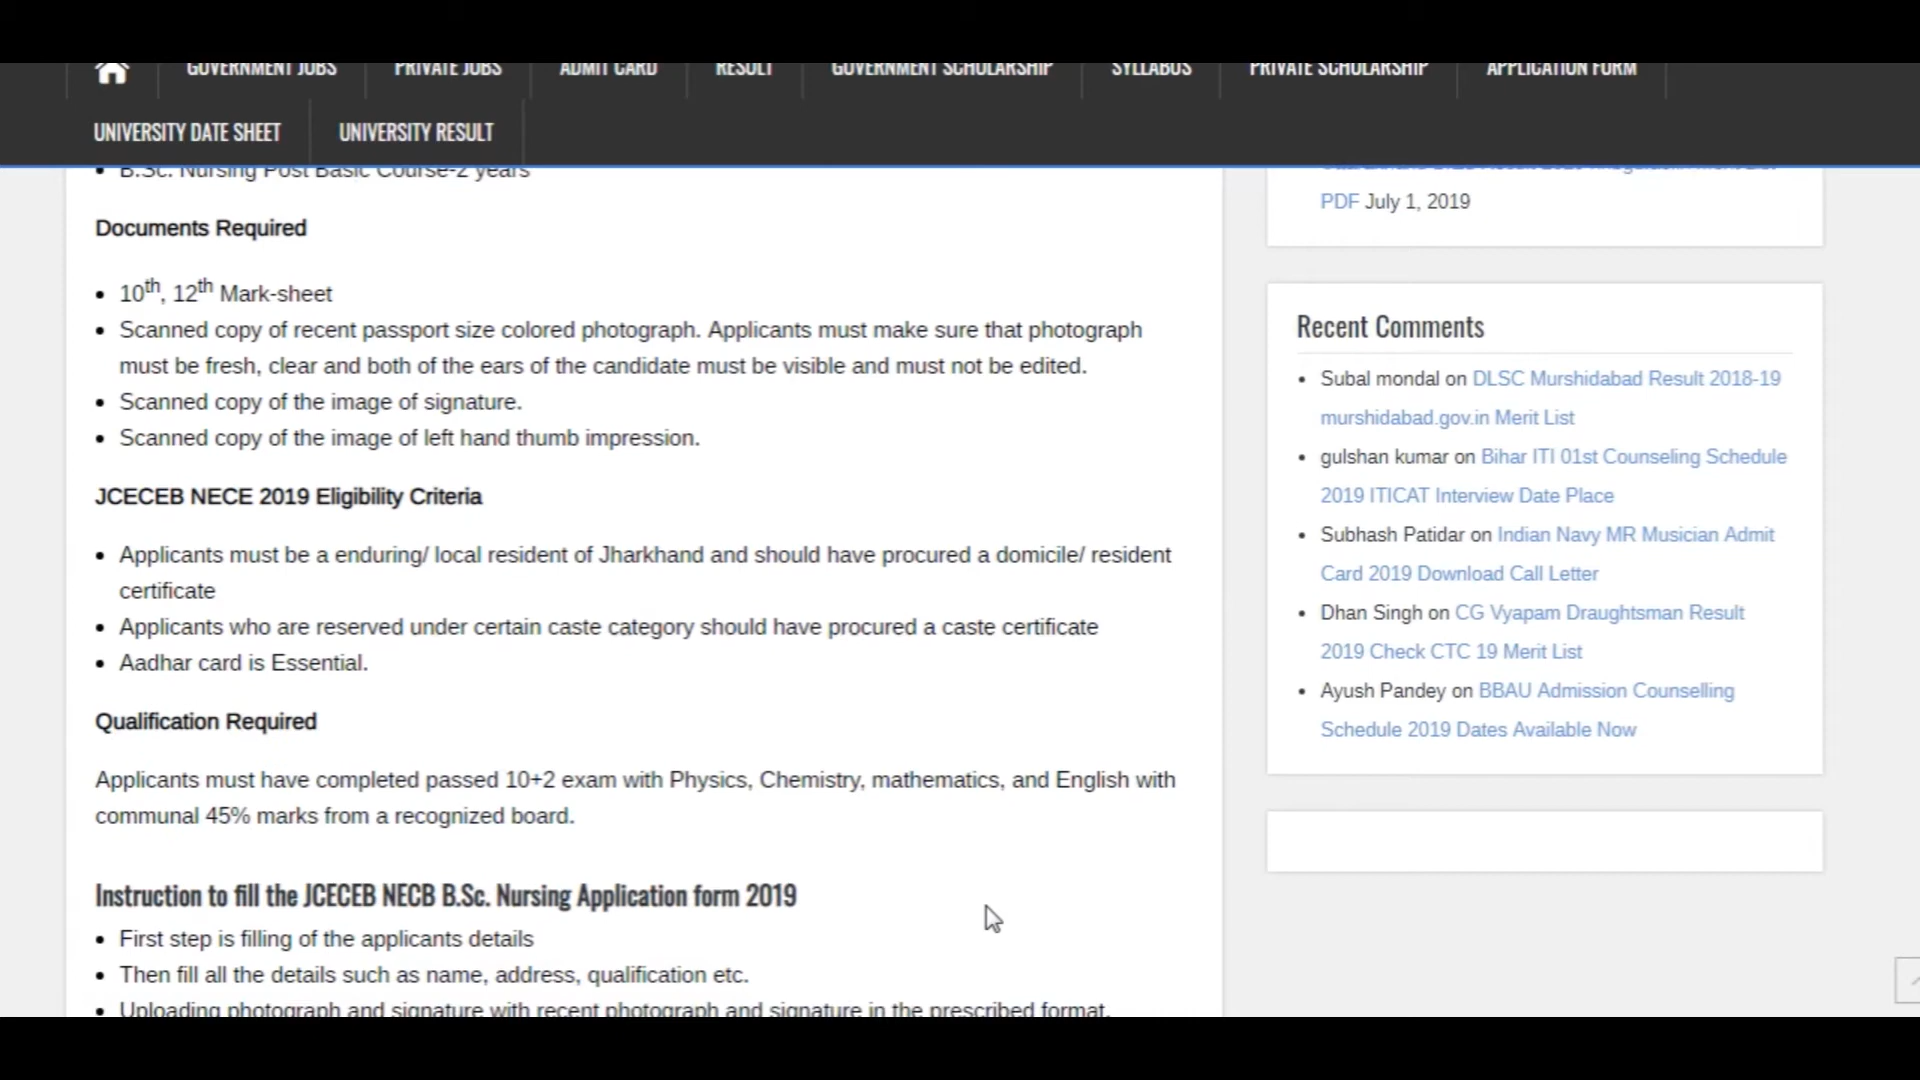 GOVERNMENT JOBS PRIVATE JOBS ADMIT CARD RESULT GOVERNMENT SCHOLARSHIP SYLLABUS PRIVATE SCHOLARSHIP APPLICATION FORM
UNIVERSITY DATE SHEET UNIVERSITY RESULT
• B.Sc. Nursing Post Basic Course-2 years
Documents Required
• 10th, 12th Mark-sheet
• Scanned copy of recent passport size colored photograph. Applicants must make sure that photograph
must be fresh, clear and both of the ears of the candidate must be visible and must not be edited.
• Scanned copy of the image of signature.
• Scanned copy of the image of left hand thumb impression.
JCECEB NECE 2019 Eligibility Criteria
• Applicants must be a enduring/ local resident of Jharkhand and should have procured a domicile/ resident
certificate
• Applicants who are reserved under certain caste category should have procured a caste certificate
• Aadhar card is Essential.
Qualification Required
Applicants must have completed passed 10+2 exam with Physics, Chemistry, mathematics, and English with
communal 45% marks from a recognized board.
Instruction to fill the JCECEB NECB B.Sc. Nursing Application form 2019
• First step is filling of the applicants details
• Then fill all the details such as name, address, qualification etc.
• Uploading photograph and signature with recent photograph and signature in the prescribed format.
PDF July 1, 2019
Recent Comments
• Subal mondal on DLSC Murshidabad Result 2018-19
murshidabad.gov.in Merit List
• gulshan kumar on Bihar ITI 01st Counseling Schedule
2019 ITICAT Interview Date Place
• Subhash Patidar on Indian Navy MR Musician Admit
Card 2019 Download Call Letter
• Dhan Singh on CG Vyapam Draughtsman Result
2019 Check CTC 19 Merit List
• Ayush Pandey on BBAU Admission Counselling
Schedule 2019 Dates Available Now